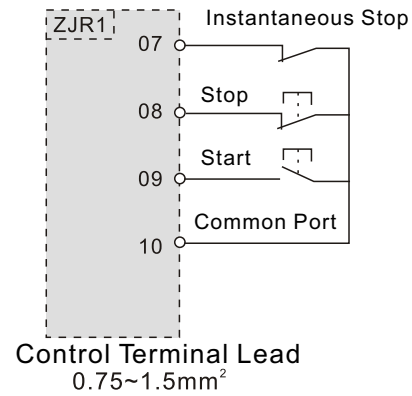 Instantaneous Stop
ZJR1
07
Stop
08
Start
09
Common Port
10
Control Terminal Lead
0.75~1.5mm²